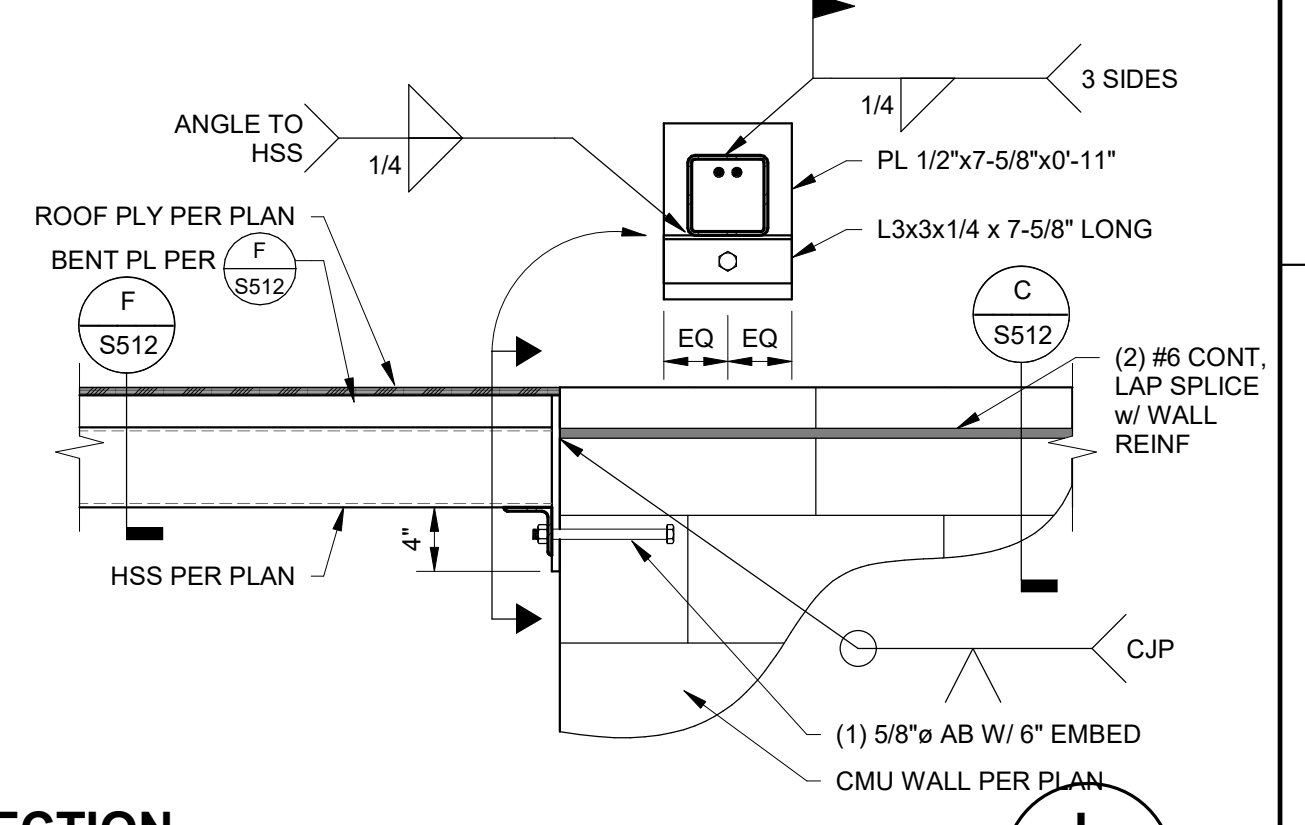 3 SIDES
1/4
ANGLE TO
HSS
1/4
PL 1/2"x7-5/8"x0'-11"
ROOF PLY PER PLAN
L3x3x1/4 x 7-5/8" LONG
BENT PL PER
F
S512
F
S512
C
S512
EQ
EQ
(2) #6 CONT,
LAP SPLICE
w/ WALL
REINF
4"
HSS PER PLAN
CJP
(1) 5/8"ø AB W/ 6" EMBED
CMU WALL PER PLAN